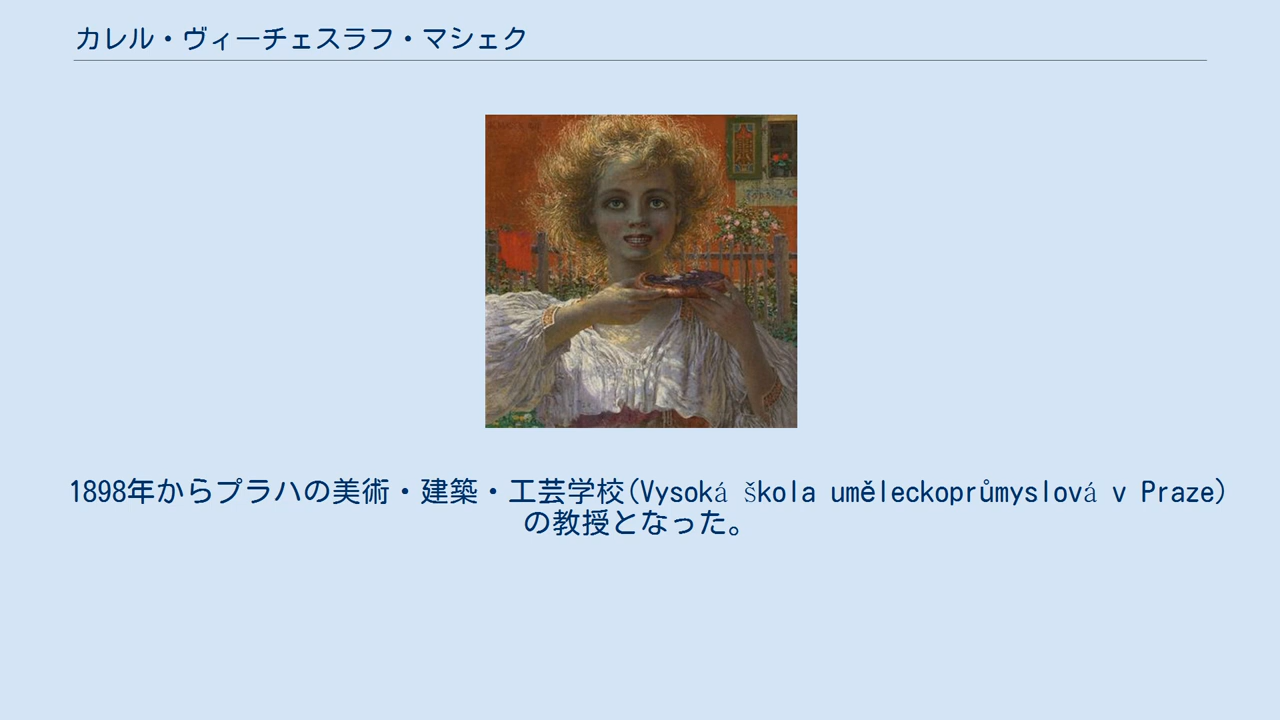 カレル・ヴィーチェスラフ・マシェク
1898年からプラハの美術・建築・工芸学校(Vysoká škola uměleckoprůmyslová v Praze)
の教授となった。